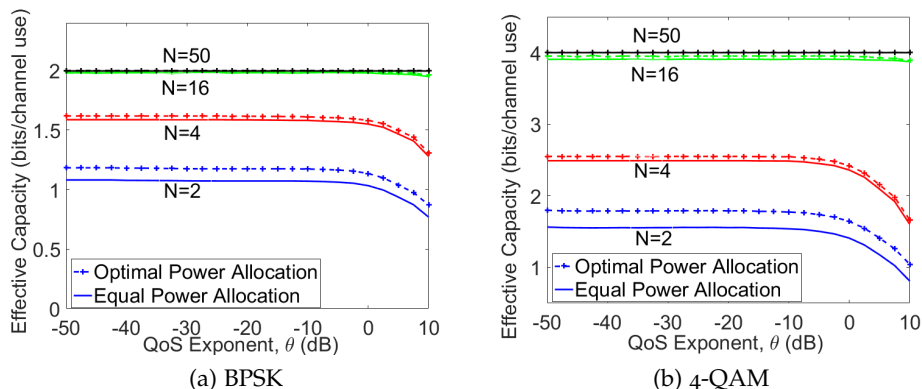 Effective Capacity (bits/channel use)
2
1.5
1
0.5
0
N=50
N=16
N=4
N=2
Optimal Power Allocation
Equal Power Allocation
-50 -40 -30 -20 -10 0 10
QoS Exponent, θ (dB)
(a) BPSK
Effective Capacity (bits/channel use)
4
3
2
1
N=50
N=16
N=4
N=2
Optimal Power Allocation
Equal Power Allocation
-50 -40 -30 -20 -10 0 10
QoS Exponent, θ (dB)
(b) 4-QAM